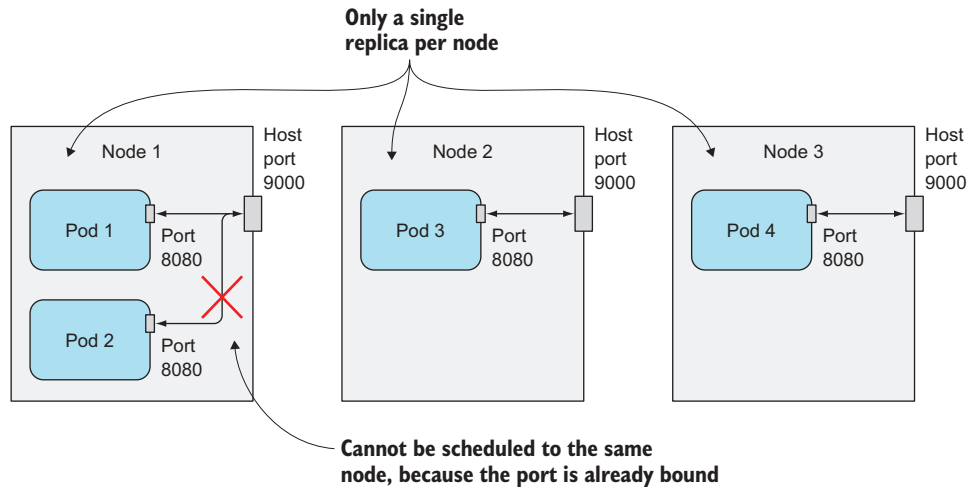 Only a single
replica per node
Node 1
Host
port
9000
Pod 1
Port
8080
Pod 2
Port
8080
Node 2
Host
port
9000
Pod 3
Port
8080
Node 3
Host
port
9000
Pod 4
Port
8080
Cannot be scheduled to the same
node, because the port is already bound